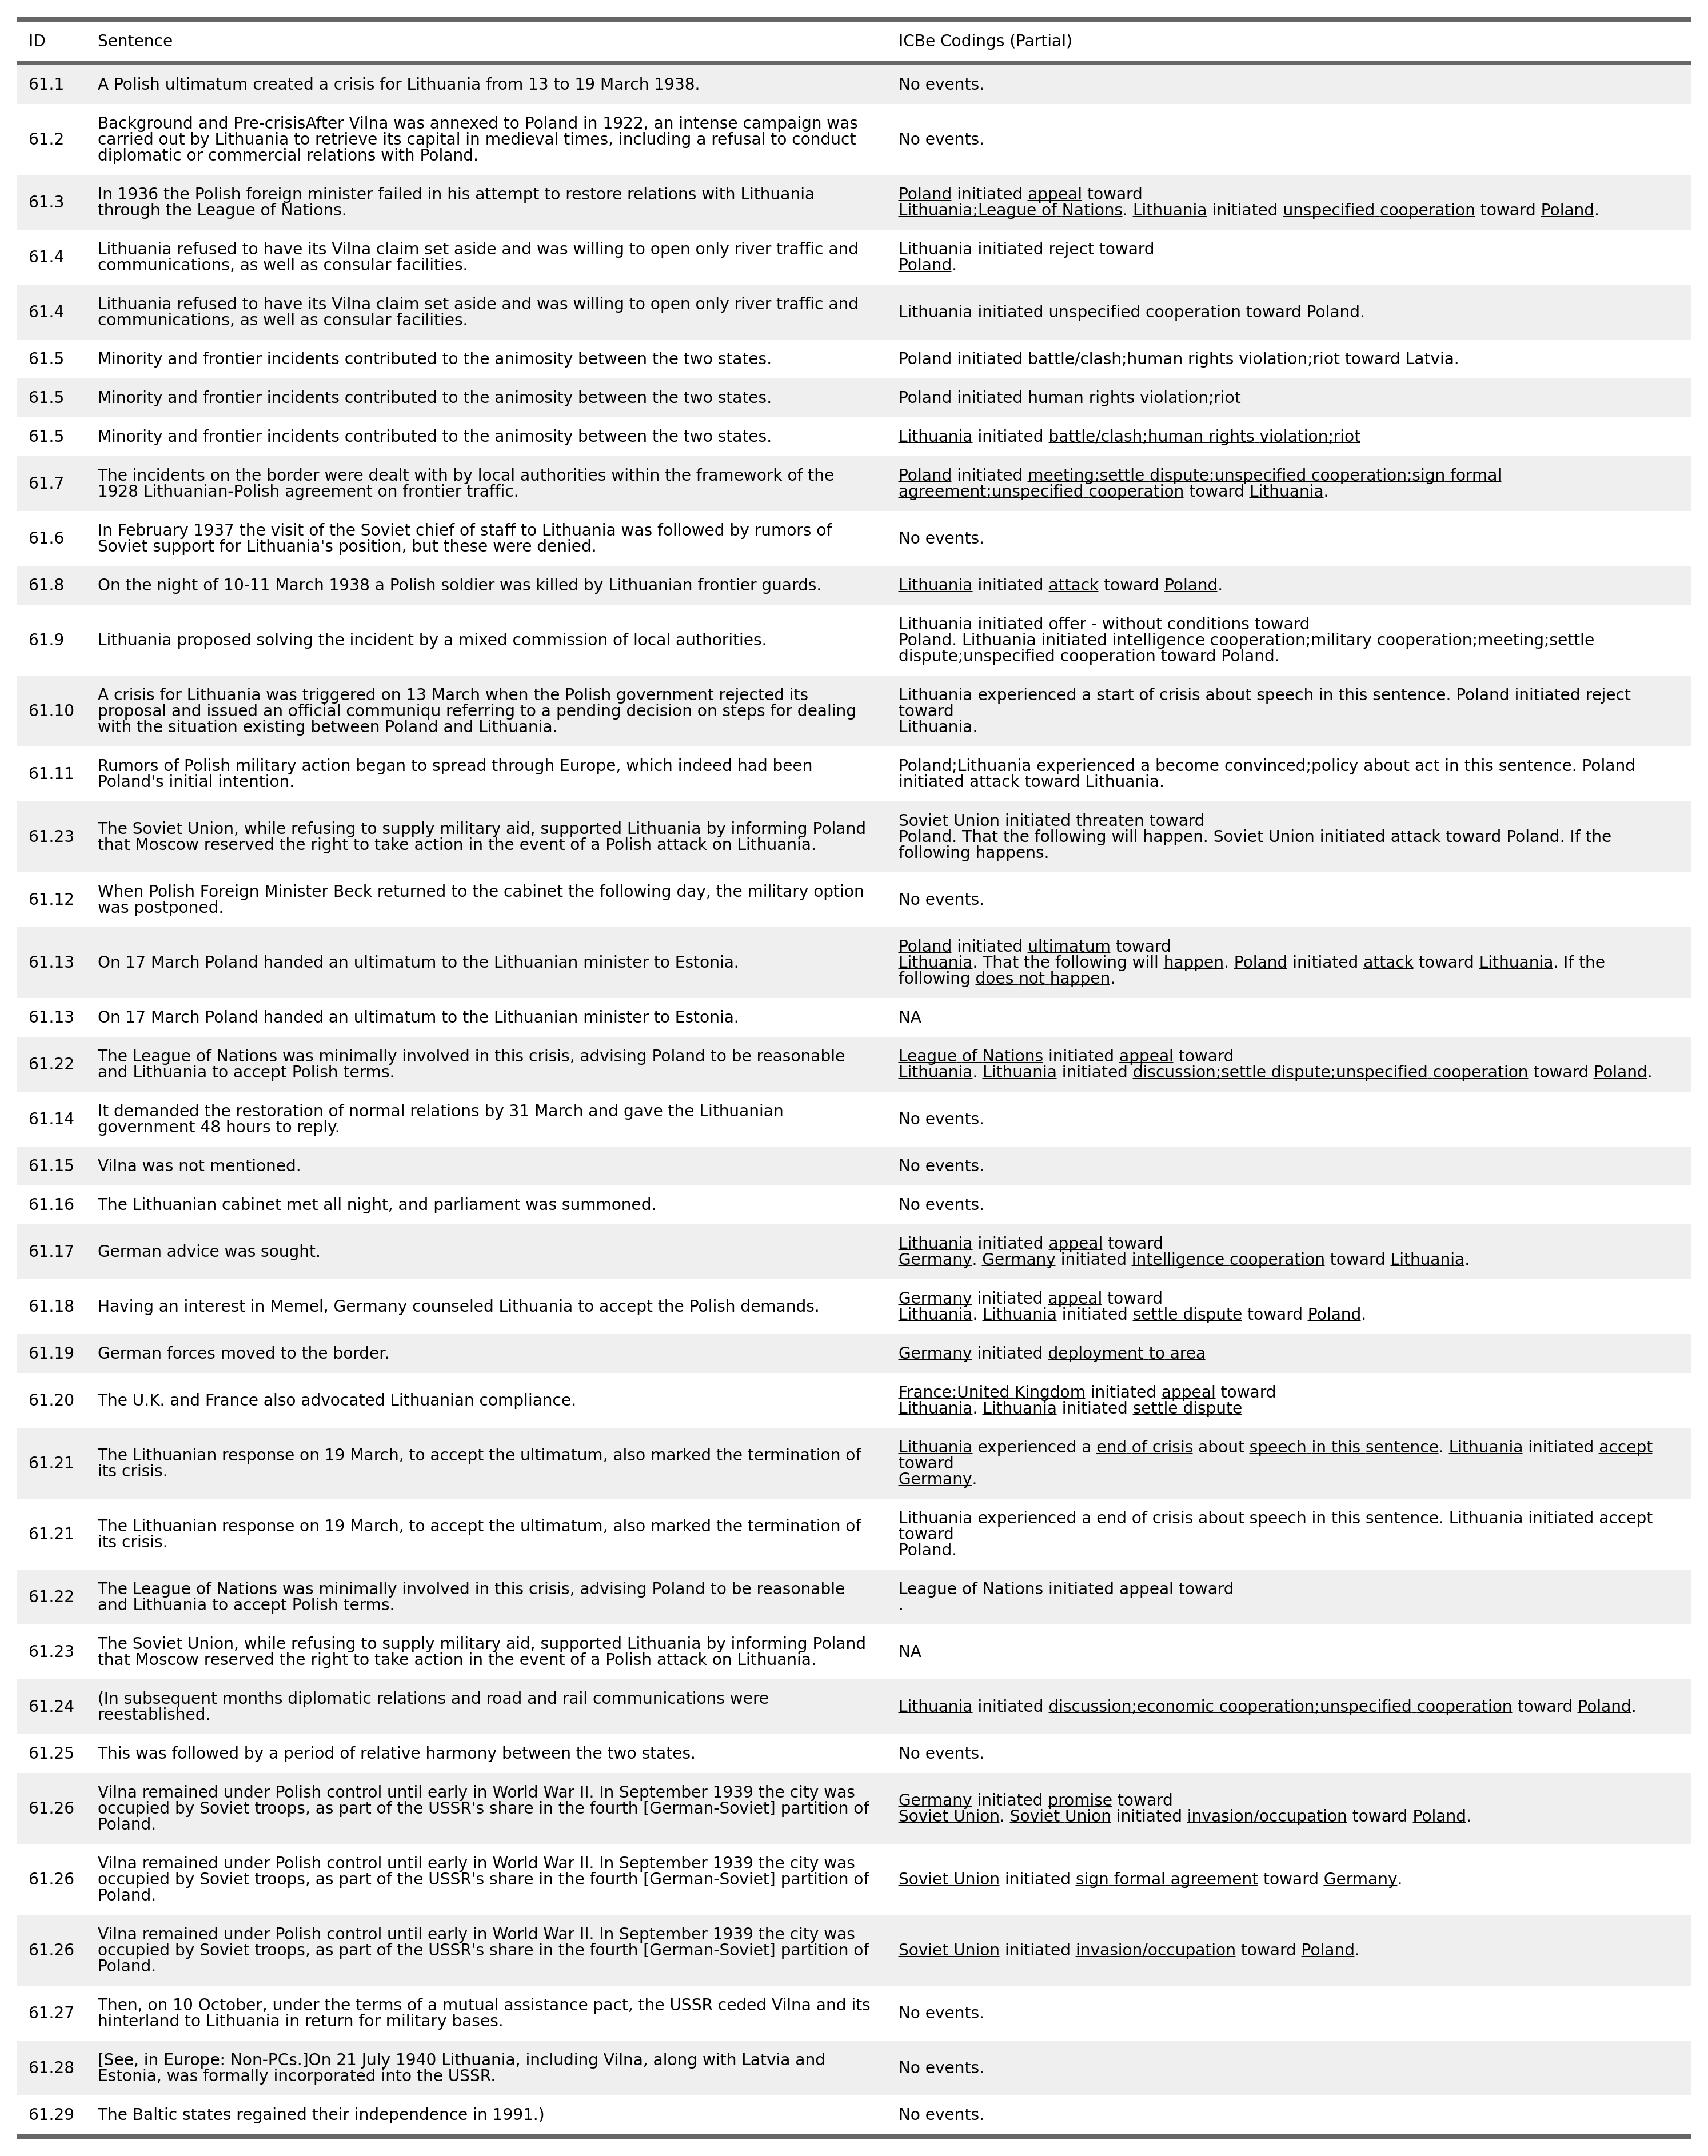 ID Sentence ICBe Codings (Partial)
61.1 A Polish ultimatum created a crisis for Lithuania from 13 to 19 March 1938. No events.
Background and Pre-crisisAfter Vilna was annexed to Poland in 1922, an intense campaign was
61.2 carried out by Lithuania to retrieve its capital in medieval times, including a refusal to conduct No events.
diplomatic or commercial relations with Poland.
61.3 In 1936 the Polish foreign minister failed in his attempt to restore relations with Lithuania
through the League of Nations.
Poland initiated appeal toward
Lithuania;League of Nations. Lithuania initiated unspecified cooperation toward Poland.
61.4 Lithuania refused to have its Vilna claim set aside and was willing to open only river traffic and
communications, as well as consular facilities.
Lithuania initiated reject toward
Poland.
61.4 Lithuania refused to have its Vilna claim set aside and was willing to open only river traffic and
communications, as well as consular facilities.
Lithuania initiated unspecified cooperation toward Poland.
61.5 Minority and frontier incidents contributed to the animosity between the two states. Poland initiated battle/clash;human rights violation;riot toward Latvia.
61.5 Minority and frontier incidents contributed to the animosity between the two states. Poland initiated human rights violation;riot
61.5 Minority and frontier incidents contributed to the animosity between the two states. Lithuania initiated battle/clash;human rights violation;riot
61.7 The incidents on the border were dealt with by local authorities within the framework of the
1928 Lithuanian-Polish agreement on frontier traffic.
Poland initiated meeting;settle dispute;unspecified cooperation;sign formal
agreement;unspecified cooperation toward Lithuania.
61.6 In February 1937 the visit of the Soviet chief of staff to Lithuania was followed by rumors of
Soviet support for Lithuania's position, but these were denied.
No events.
61.8 On the night of 10-11 March 1938 a Polish soldier was killed by Lithuanian frontier guards. Lithuania initiated attack toward Poland.
61.9 Lithuania proposed solving the incident by a mixed commission of local authorities.
Lithuania initiated offer - without conditions toward
Poland. Lithuania initiated intelligence cooperation;military cooperation;meeting;settle
dispute;unspecified cooperation toward Poland.
61.10 A crisis for Lithuania was triggered on 13 March when the Polish government rejected its
proposal and issued an official communiqu referring to a pending decision on steps for dealing
with the situation existing between Poland and Lithuania.
Lithuania experienced a start of crisis about speech in this sentence. Poland initiated reject
toward
Lithuania.
61.11 Rumors of Polish military action began to spread through Europe, which indeed had been
Poland's initial intention.
Poland;Lithuania experienced a become convinced;policy about act in this sentence. Poland
initiated attack toward Lithuania.
61.23 The Soviet Union, while refusing to supply military aid, supported Lithuania by informing Poland
that Moscow reserved the right to take action in the event of a Polish attack on Lithuania.
Soviet Union initiated threaten toward
Poland. That the following will happen. Soviet Union initiated attack toward Poland. If the
following happens.
61.12 When Polish Foreign Minister Beck returned to the cabinet the following day, the military option
was postponed.
No events.
61.13 On 17 March Poland handed an ultimatum to the Lithuanian minister to Estonia.
Poland initiated ultimatum toward
Lithuania. That the following will happen. Poland initiated attack toward Lithuania. If the
following does not happen.
61.13 On 17 March Poland handed an ultimatum to the Lithuanian minister to Estonia. NA
61.22 The League of Nations was minimally involved in this crisis, advising Poland to be reasonable
and Lithuania to accept Polish terms.
League of Nations initiated appeal toward
Lithuania. Lithuania initiated discussion;settle dispute;unspecified cooperation toward Poland.
61.14 It demanded the restoration of normal relations by 31 March and gave the Lithuanian
government 48 hours to reply.
No events.
61.15 Vilna was not mentioned. No events.
61.16 The Lithuanian cabinet met all night, and parliament was summoned. No events.
61.17 German advice was sought.
Lithuania initiated appeal toward
Germany. Germany initiated intelligence cooperation toward Lithuania.
61.18 Having an interest in Memel, Germany counseled Lithuania to accept the Polish demands.
Germany initiated appeal toward
Lithuania. Lithuania initiated settle dispute toward Poland.
61.19 German forces moved to the border. Germany initiated deployment to area
61.20 The U.K. and France also advocated Lithuanian compliance.
France;United Kingdom initiated appeal toward
Lithuania. Lithuania initiated settle dispute
61.21 The Lithuanian response on 19 March, to accept the ultimatum, also marked the termination of
its crisis.
Lithuania experienced a end of crisis about speech in this sentence. Lithuania initiated accept
toward
Germany.
61.21 The Lithuanian response on 19 March, to accept the ultimatum, also marked the termination of
its crisis.
Lithuania experienced a end of crisis about speech in this sentence. Lithuania initiated accept
toward
Poland.
61.22 The League of Nations was minimally involved in this crisis, advising Poland to be reasonable
and Lithuania to accept Polish terms.
League of Nations initiated appeal toward
.
61.23 The Soviet Union, while refusing to supply military aid, supported Lithuania by informing Poland
that Moscow reserved the right to take action in the event of a Polish attack on Lithuania.
NA
61.24 (In subsequent months diplomatic relations and road and rail communications were
reestablished.
Lithuania initiated discussion;economic cooperation;unspecified cooperation toward Poland.
61.25 This was followed by a period of relative harmony between the two states. No events.
61.26 Vilna remained under Polish control until early in World War II. In September 1939 the city was
occupied by Soviet troops, as part of the USSR's share in the fourth [German-Soviet] partition of
Poland.
Germany initiated promise toward
Soviet Union. Soviet Union initiated invasion/occupation toward Poland.
61.26 Vilna remained under Polish control until early in World War II. In September 1939 the city was
occupied by Soviet troops, as part of the USSR's share in the fourth [German-Soviet] partition of
Poland.
Soviet Union initiated sign formal agreement toward Germany.
61.26 Vilna remained under Polish control until early in World War II. In September 1939 the city was
occupied by Soviet troops, as part of the USSR's share in the fourth [German-Soviet] partition of
Poland.
Soviet Union initiated invasion/occupation toward Poland.
61.27 Then, on 10 October, under the terms of a mutual assistance pact, the USSR ceded Vilna and its
hinterland to Lithuania in return for military bases.
No events.
61.28 [See, in Europe: Non-PCs.]On 21 July 1940 Lithuania, including Vilna, along with Latvia and
Estonia, was formally incorporated into the USSR.
No events.
61.29 The Baltic states regained their independence in 1991.) No events.